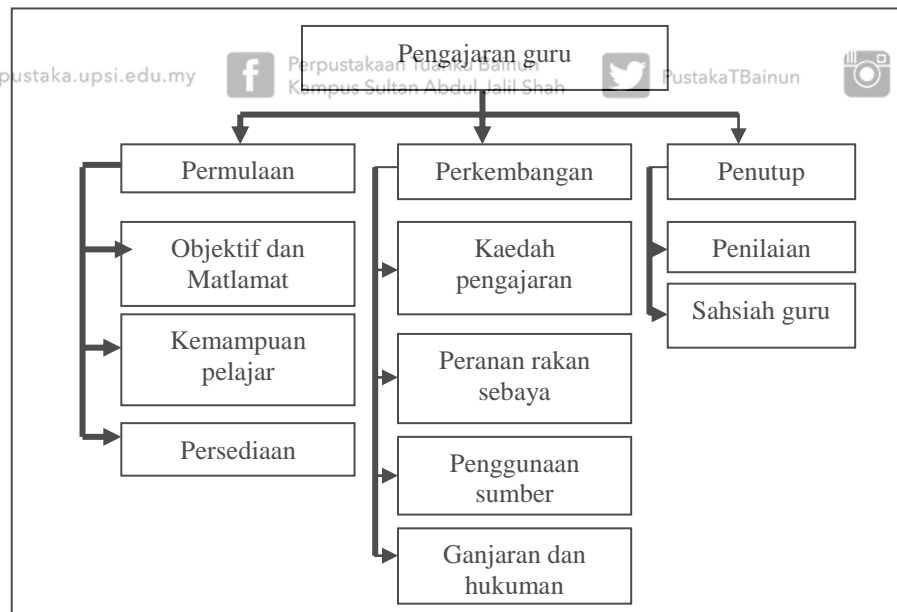 Pengajaran guru
pustaka.upsi.edu.my
Perpustakaan Tuanku Bainun
Kampus Sultan Abdul Jalil Shah
PustakaTBainun
Permulaan
Objektif dan
Matlamat
Kemampuan
pelajar
Persediaan
Perkembangan
Kaedah
pengajaran
Peranan rakan
sebaya
Penggunaan
sumber
Ganjaran dan
hukuman
Penutup
Penilaian
Sahsiah guru